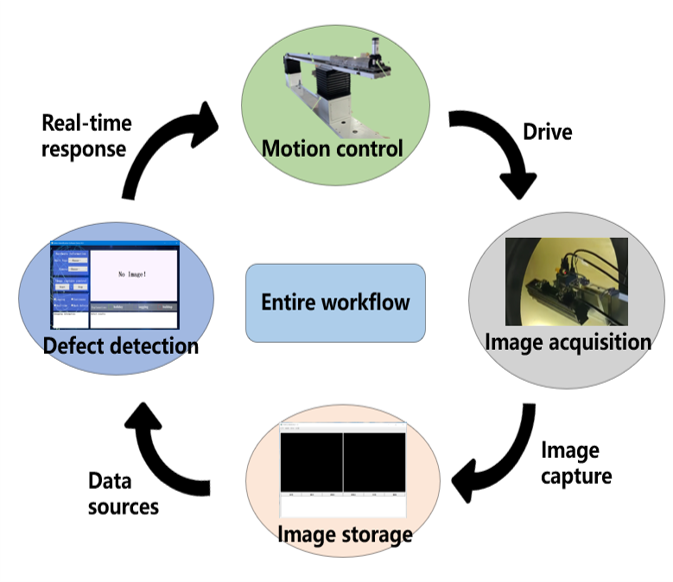 Real-time
response
Motion control
Drive
No Image!
Entire workflow
Defect detection
Image acquisition
Image
capture
Data
sources
Image storage